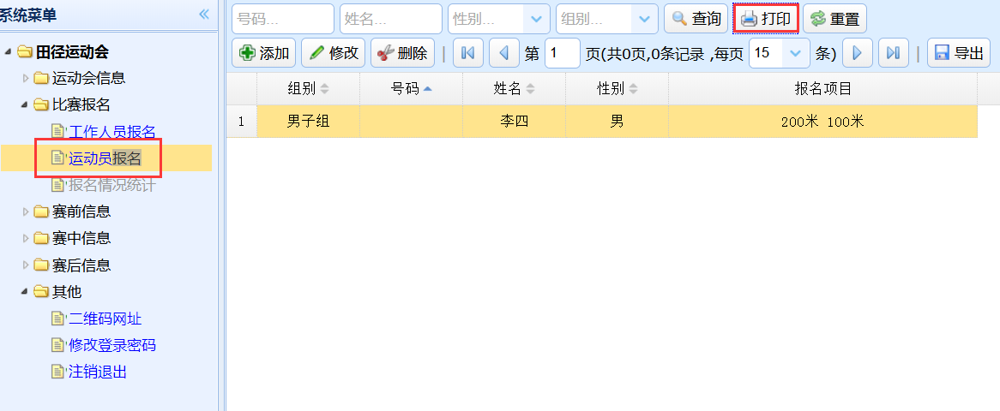 系统菜单
田径运动会
运动会信息
比赛报名
工作人员报名
运动员报名
报名情况统计
赛前信息
赛中信息
赛后信息
其他
二维码网址
修改登录密码
注销退出
号码... 姓名... 性别... 组别... 查询 打印 重置
添加 修改 删除 | 第 1 页(共0页,0条记录 ,每页 15 条) | 导出
组别 号码 姓名 性别 报名项目
1 男子组 李四 男 200米 100米